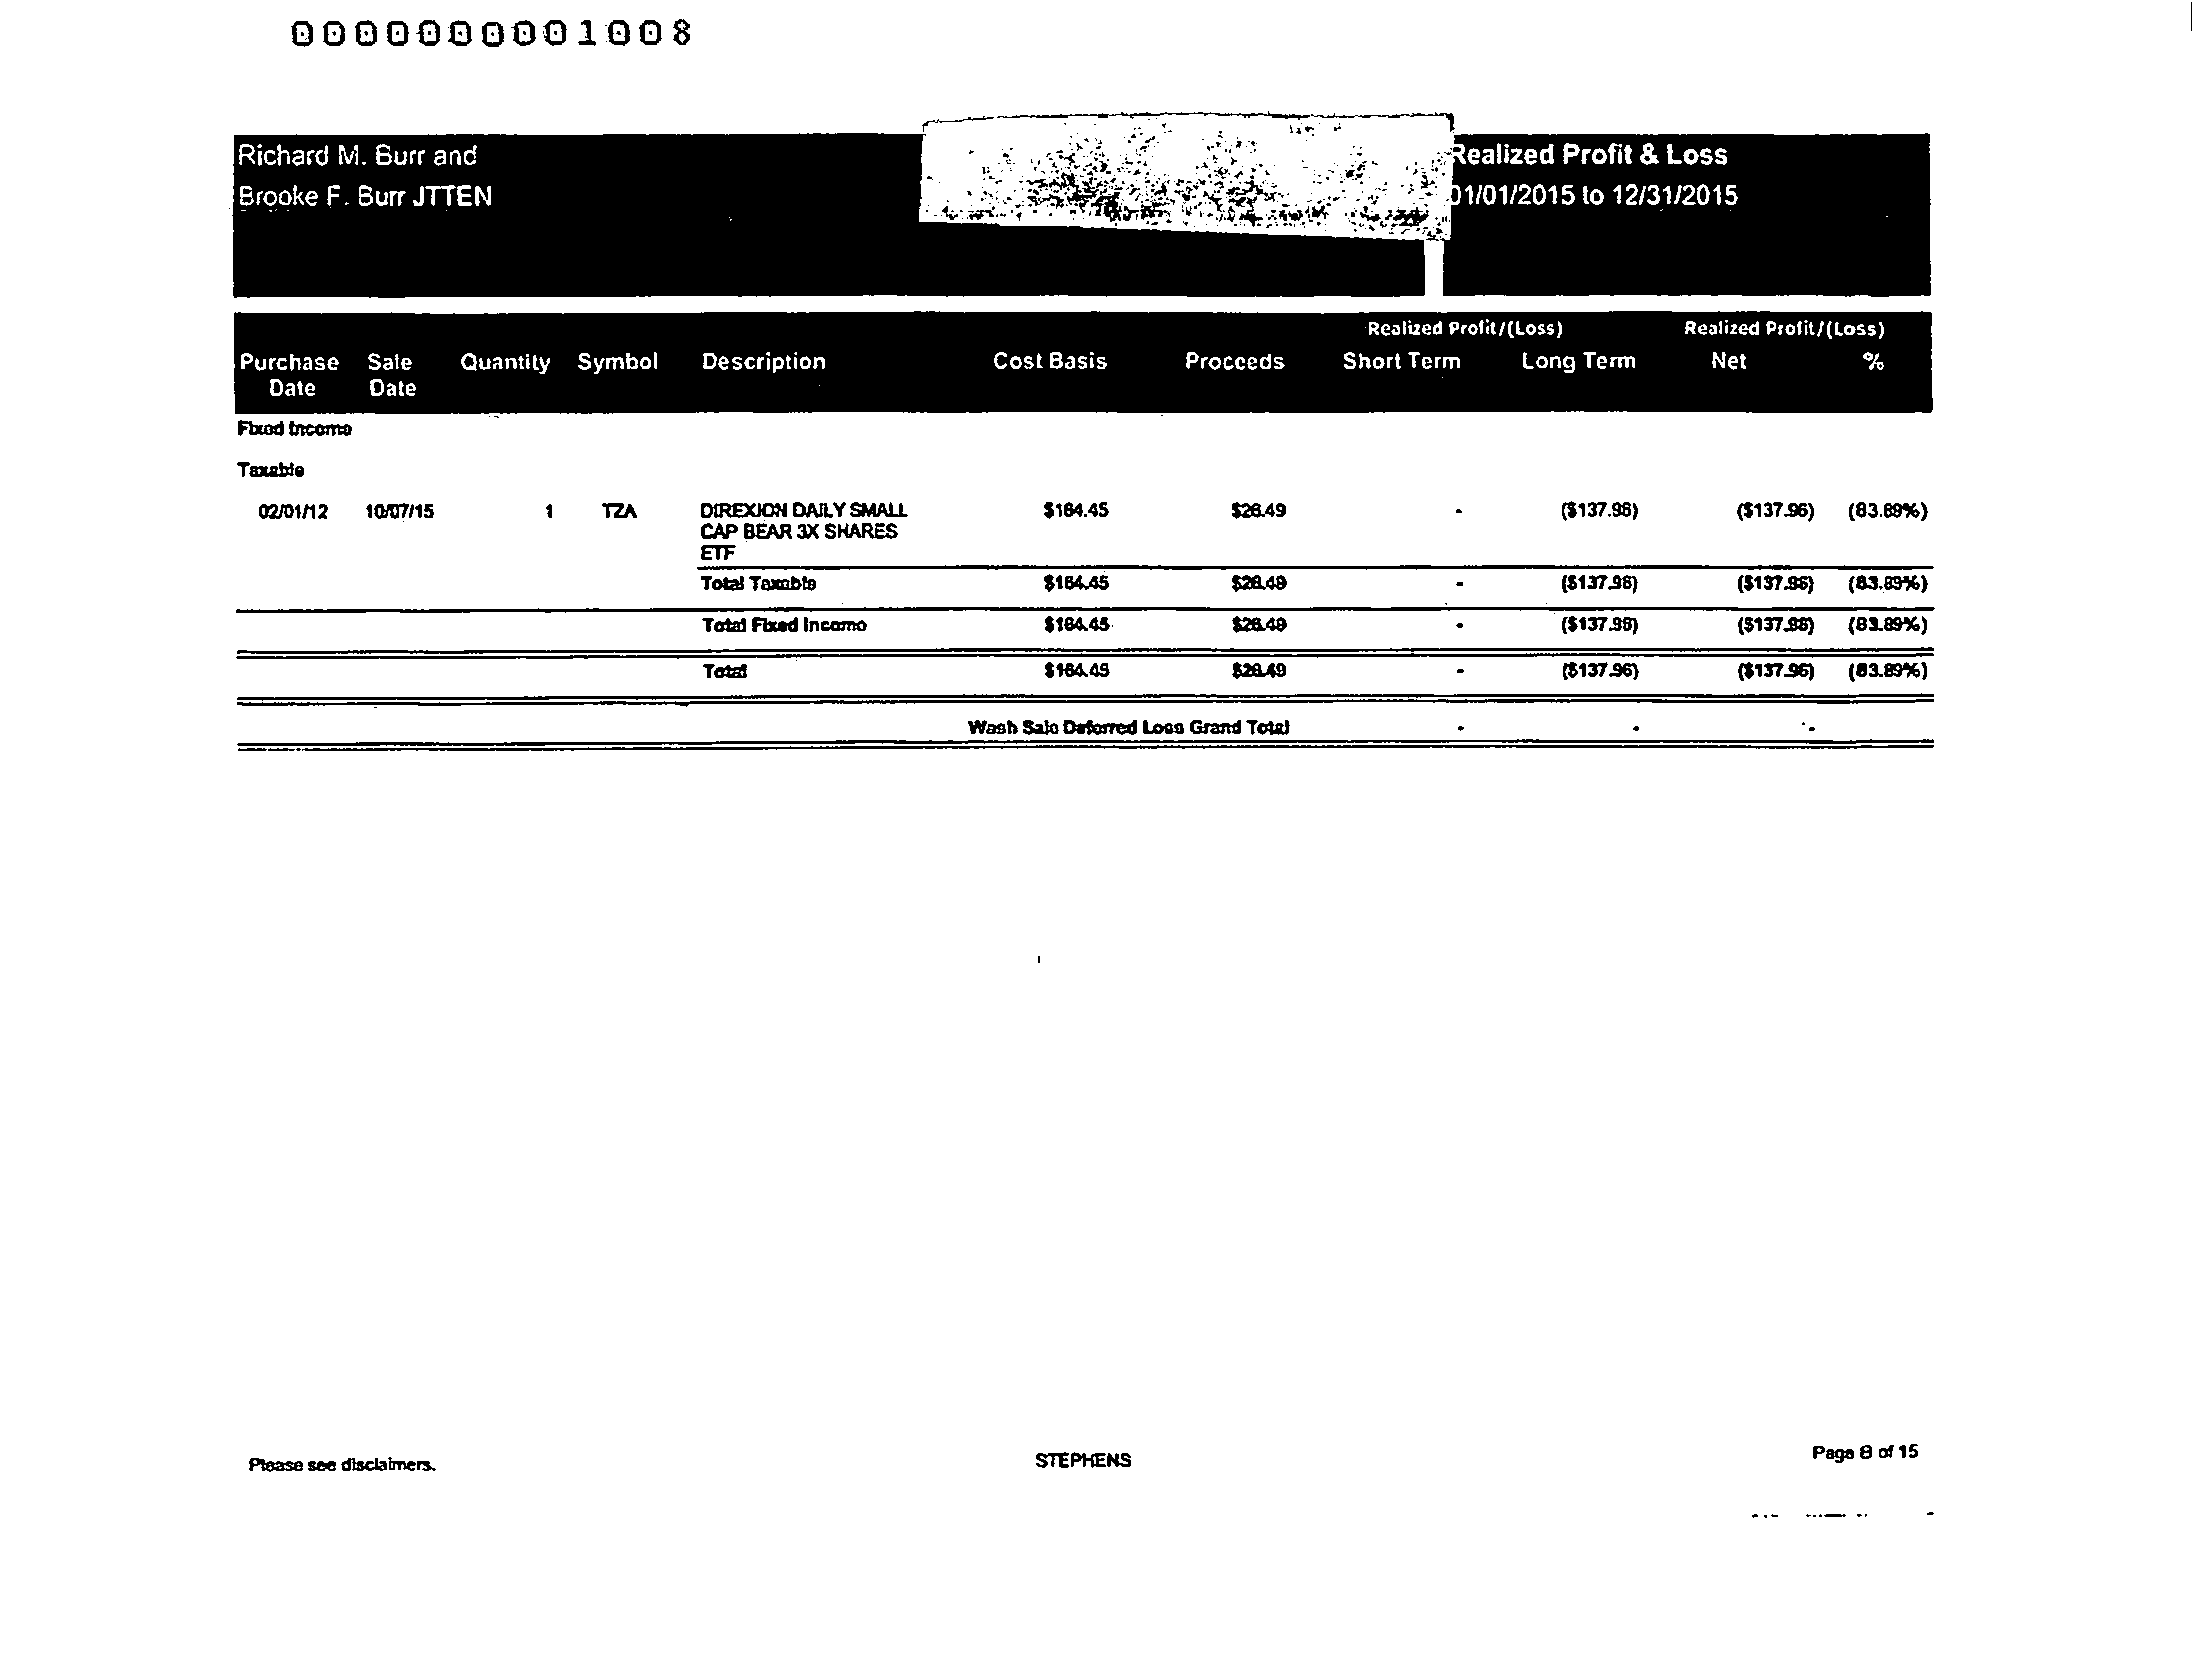 0000000001008
Richard M. Burr and
Brooke F. Burr JTTEN
Realized Profit & Loss
01/01/2015 to 12/31/2015
Realized Profit/(Loss) Realized Profit/(Loss)
Purchase Sale Quantity Symbol Description Cost Basis Proceeds Short Term Long Term Net %
Date Date
Fixed Income
Taxable
02/01/12 10/07/15 1 TZA DIREXION DAILY SMALL $164.45 $26.49 - ($137.96) ($137.96) (83.89%)
CAP BEAR 3X SHARES
ETF
Total Taxable $164.45 $26.49 - ($137.96) ($137.96) (83.89%)
Total Fixed Income $164.45 $26.49 - ($137.96) ($137.96) (83.89%)
Total $164.45 $26.49 - ($137.96) ($137.96) (83.89%)
Wash Sale Deferred Loss Grand Total - - -
Please see disclaimers.
STEPHENS
Page 8 of 15